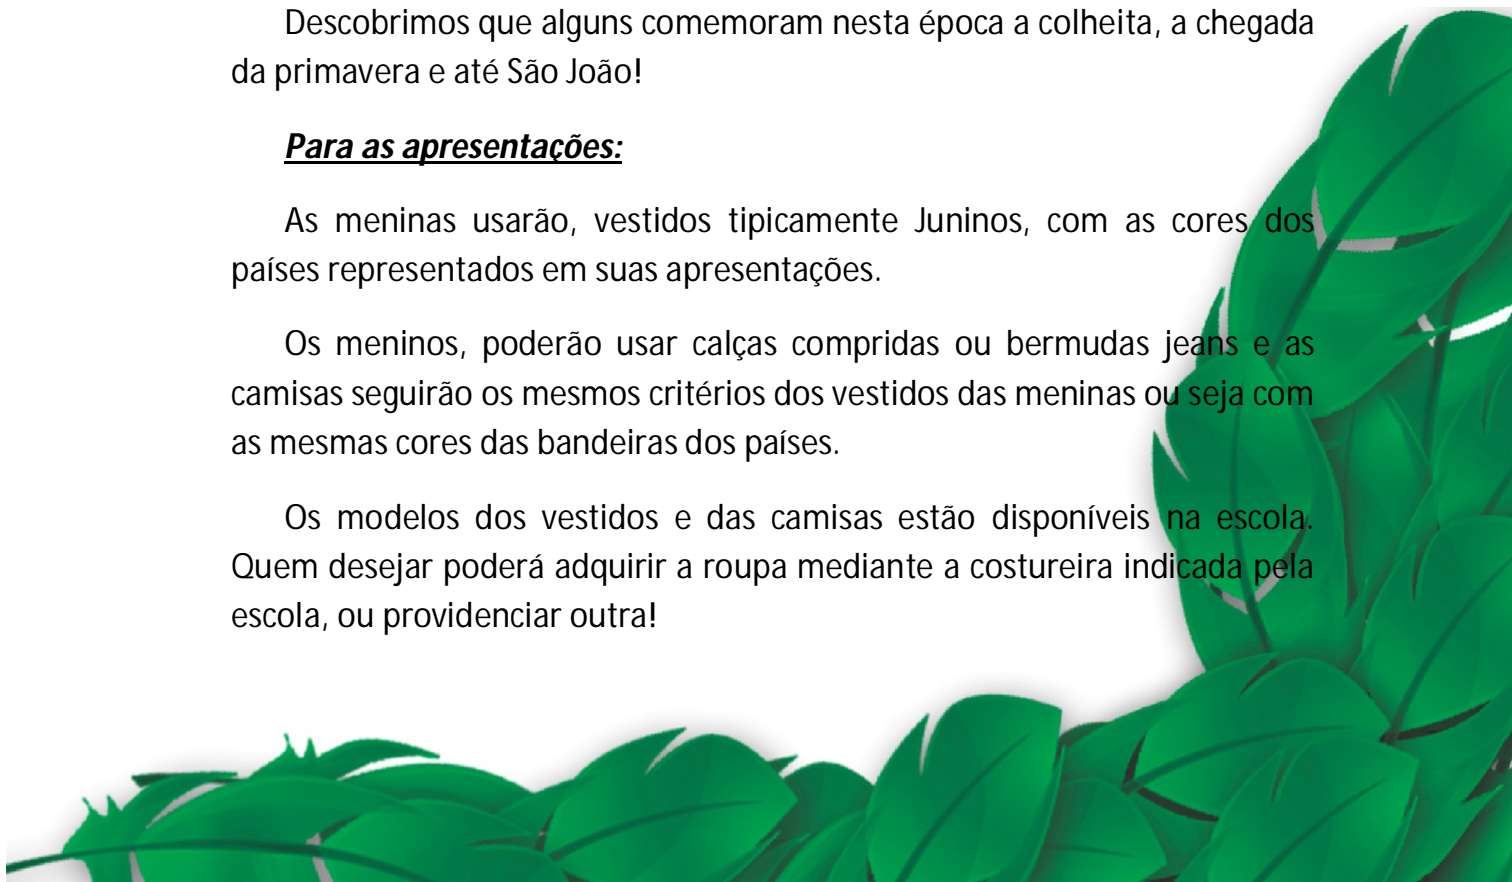 Descobrimos que alguns comemoram nesta época a colheita, a chegada
da primavera e até São João!
Para as apresentações:
As meninas usarão, vestidos tipicamente Juninos, com as cores dos
países representados em suas apresentações.
Os meninos, poderão usar calças compridas ou bermudas jeans e as
camisas seguirão os mesmos critérios dos vestidos das meninas ou seja com
as mesmas cores das bandeiras dos países.
Os modelos dos vestidos e das camisas estão disponíveis na escola.
Quem desejar poderá adquirir a roupa mediante a costureira indicada pela
escola, ou providenciar outra!